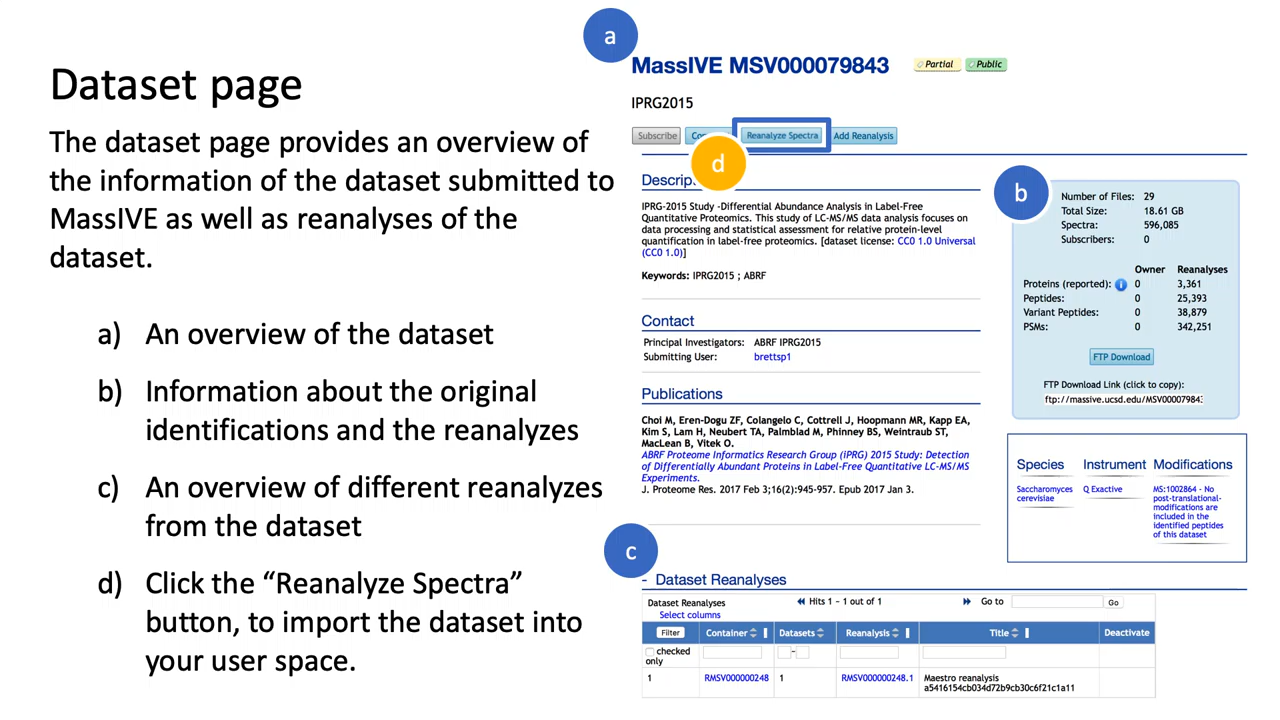 Dataset page
The dataset page provides an overview of
the information of the dataset submitted to
MassIVE as well as reanalyses of the
dataset.
a) An overview of the dataset
b) Information about the original
identifications and the reanalyzes
c) An overview of different reanalyzes
from the dataset
d) Click the “Reanalyze Spectra”
button, to import the dataset into
your user space.
a
MassIVE MSV000079843
Partial
Public
IPRG2015
Subscribe
Reanalyze Spectra
Add Reanalysis
d
IPRG-2015 Study -Differential Abundance Analysis in Label-Free
Quantitative Proteomics. This study of LC-MS/MS data analysis focuses on
data processing and statistical assessment for relative protein-level
quantification in label-free proteomics. [dataset license: CC0 1.0 Universal
(CC0 1.0)]
Keywords: IPRG2015 ; ABRF
Contact
Principal Investigators: ABRF IPRG2015
Submitting User: brettsp1
Publications
Choi M, Eren-Dogu ZF, Colangelo C, Cottrell J, Hoopmann MR, Kapp EA,
Kim S, Lam H, Neubert TA, Palmblad M, Phinney BS, Weintraub ST,
MacLean B, Vitek O.
ABRF Proteome Informatics Research Group (iPRG) 2015 Study: Detection
of Differentially Abundant Proteins in Label-Free Quantitative LC-MS/MS
Experiments.
J. Proteome Res. 2017 Feb 3;16(2):945-957. Epub 2017 Jan 3.
b
Number of Files: 29
Total Size: 18.61 GB
Spectra: 596,085
Subscribers: 0
Owner Reanalyses
Proteins (reported): i 0 3,361
Peptides: 0 25,393
Variant Peptides: 0 38,879
PSMs: 0 342,251
FTP Download
FTP Download Link (click to copy):
ftp://massive.ucsd.edu/MSV00007984
Species Instrument Modifications
Saccharomyces
cerevisiae
Q Exactive
MS:1002864 - No
post-translational-
modifications are
included in the
identified peptides
of this dataset
c
- Dataset Reanalyses
Dataset Reanalyses Hits 1 ~ 1 out of 1 Go to Go
Select columns
Filter Container Datasets Reanalysis Title Deactivate
checked
only
-
1 RMSV000000248 1 RMSV000000248.1 Maestro reanalysis
a5416154cb034d72b9cb30c6f21c1a11